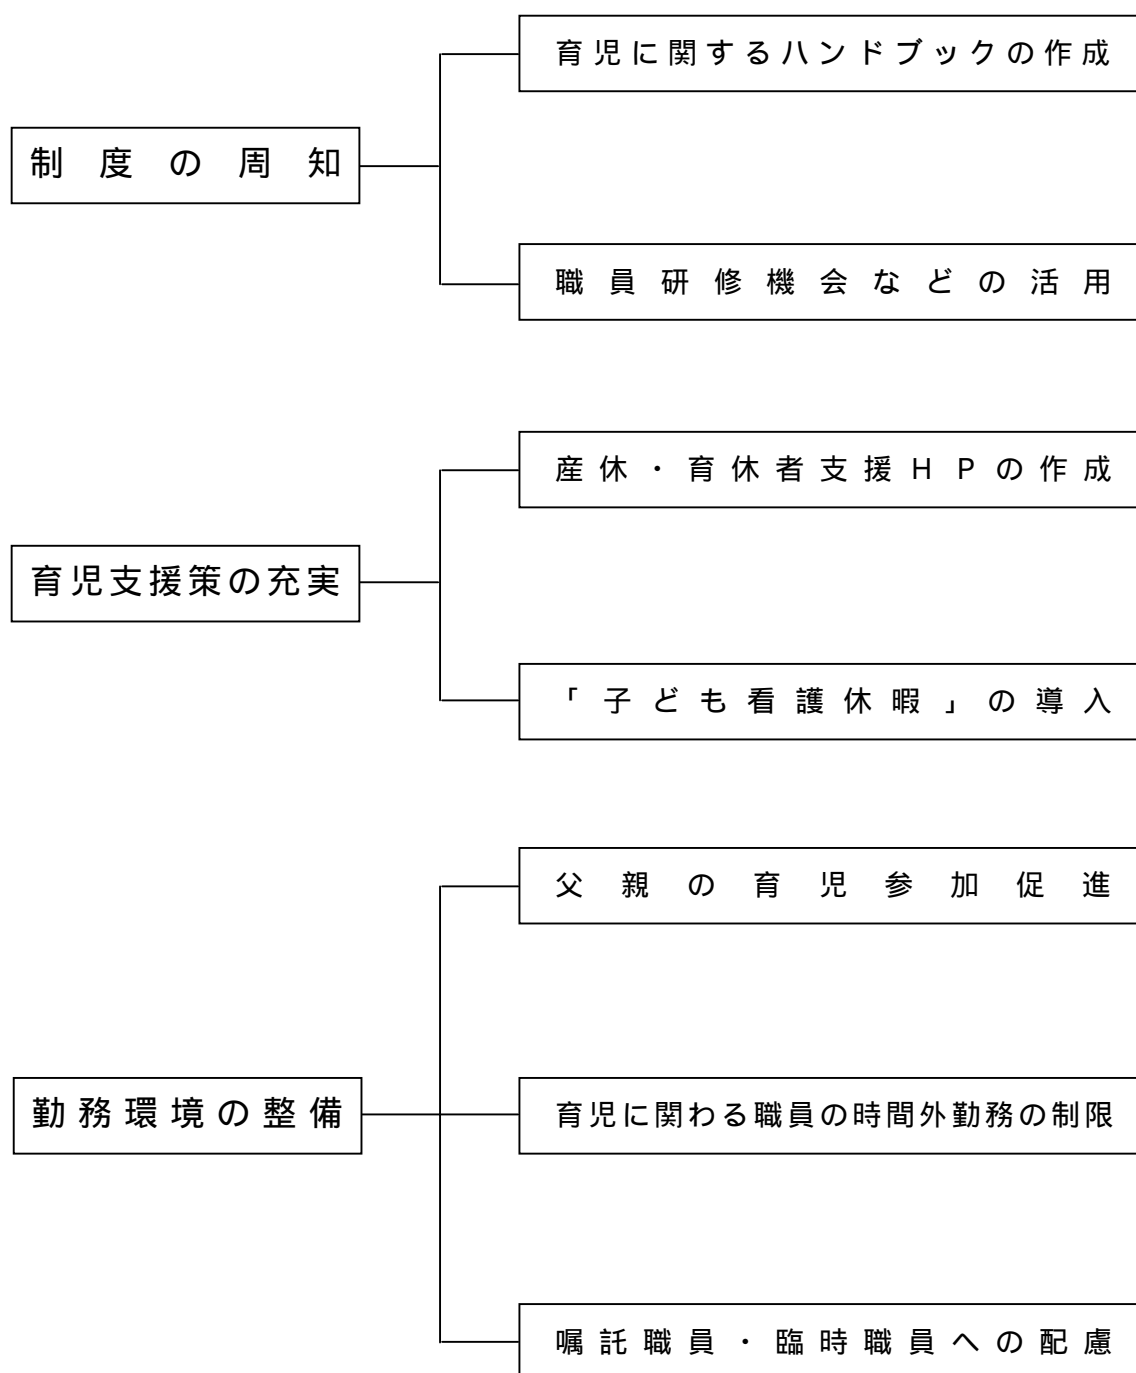 制度の周知
育児に関するハンドブックの作成
職員研修機会などの活用
育児支援策の充実
産休・育休者支援HPの作成
「子ども看護休暇」の導入
勤務環境の整備
父親の育児参加促進
育児に関わる職員の時間外勤務の制限
嘱託職員・臨時職員への配慮